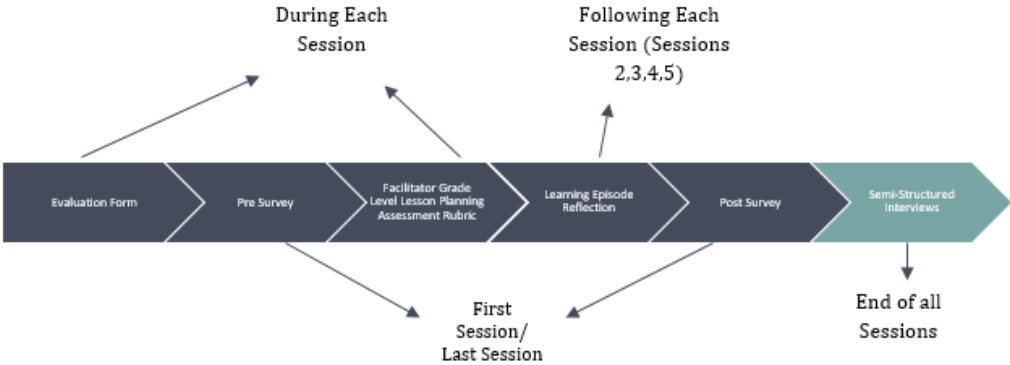 During Each
Session
Following Each
Session (Sessions
2,3,4,5)
Evaluation Form
Pre Survey
Facilitator Grade
Level Lesson Planning
Assessment Rubric
Learning Episode
Reflection
Post Survey
Semi-Structured
Interviews
First
Session/
Last Session
End of all
Sessions